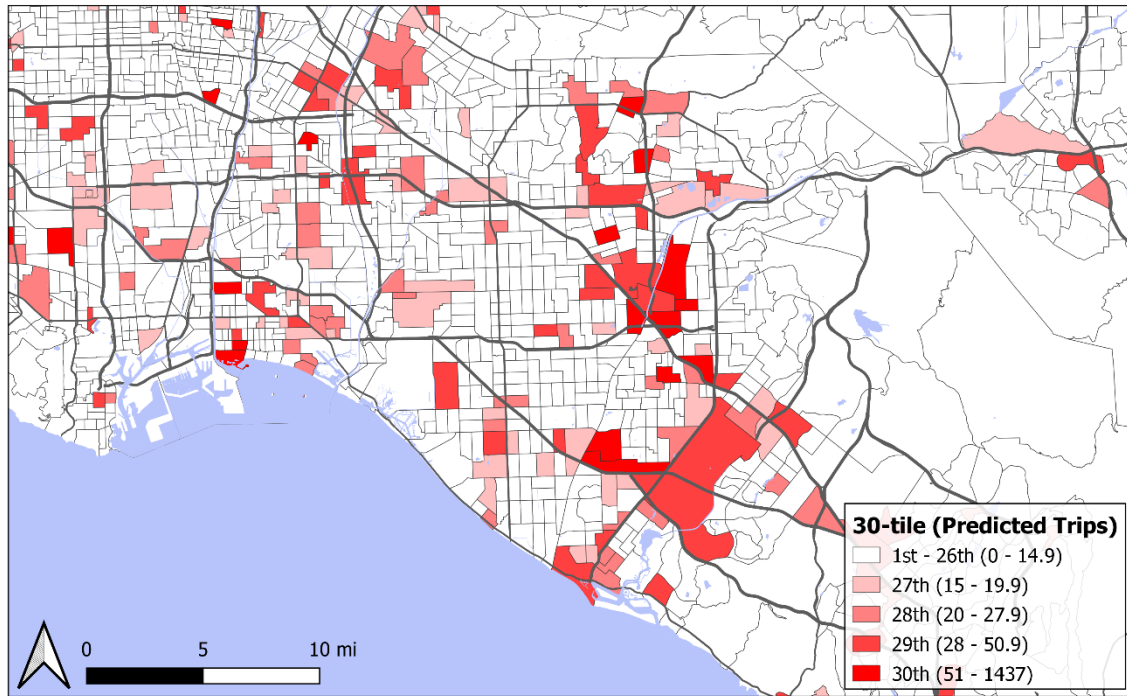 30-tile (Predicted Trips)
1st - 26th (0 - 14.9)
27th (15 - 19.9)
28th (20 - 27.9)
29th (28 - 50.9)
30th (51 - 1437)
0 5 10 mi